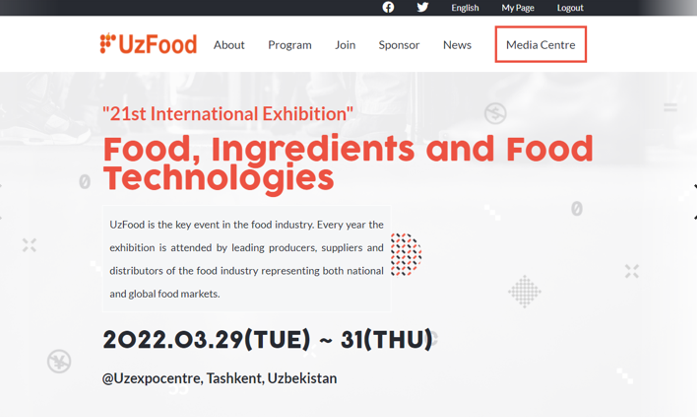 English My Page Logout
UzFood About Program Join Sponsor News Media Centre
"21st International Exhibition"
Food, Ingredients and Food
Technologies
UzFood is the key event in the food industry. Every year the
exhibition is attended by leading producers, suppliers and
distributors of the food industry representing both national
and global food markets.
2022.03.29(TUE) ~ 31(THU)
@Uzexpocentre, Tashkent, Uzbekistan